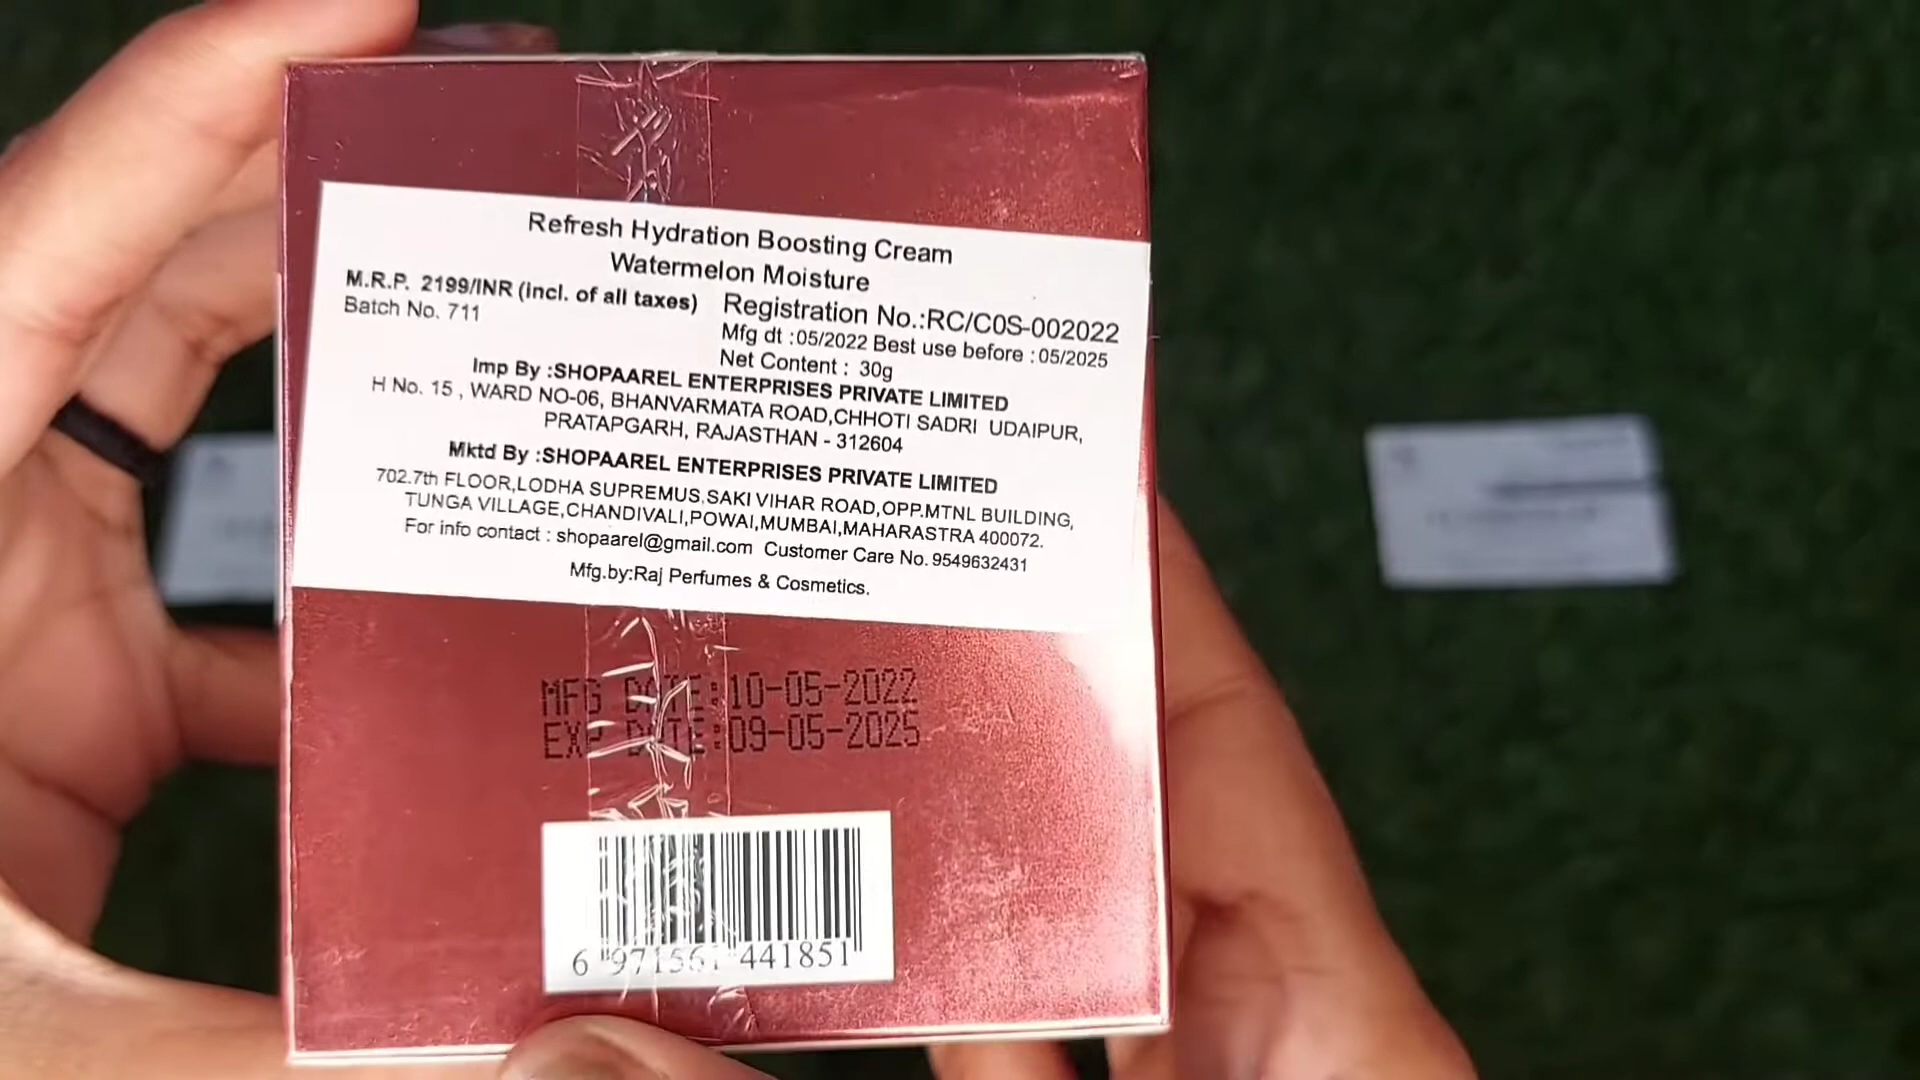 Refresh Hydration Boosting Cream
Watermelon Moisture
M.R.P. 2199/INR (incl. of all taxes)
Batch No. 711
Registration No.:RC/C0S-002022
Mfg dt :05/2022 Best use before :05/2025
Net Content : 30g
Imp By :SHOPAAREL ENTERPRISES PRIVATE LIMITED
H No. 15 , WARD NO-06, BHANVARMATA ROAD,CHHOTI SADRI UDAIPUR,
PRATAPGARH, RAJASTHAN - 312604
Mktd By :SHOPAAREL ENTERPRISES PRIVATE LIMITED
702.7th FLOOR,LODHA SUPREMUS,SAKI VIHAR ROAD,OPP.MTNL BUILDING,
TUNGA VILLAGE,CHANDIVALI,POWAI,MUMBAI,MAHARASTRA 400072.
For info contact : shopaarel@gmail.com Customer Care No. 9549632431
Mfg.by:Raj Perfumes & Cosmetics.
MFG DATE:10-05-2022
EXP DATE:09-05-2025
6 971561 441851